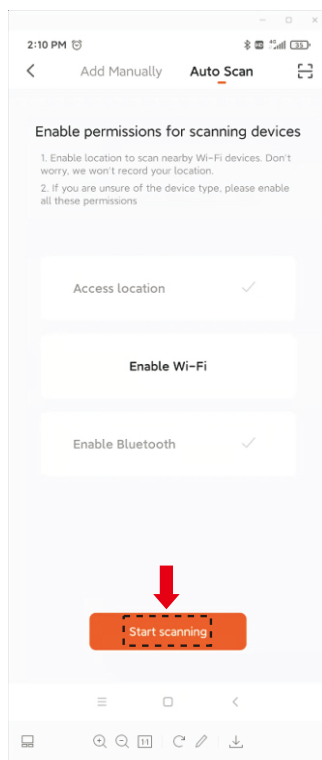 2:10 PM
35
Add Manually Auto Scan
Enable permissions for scanning devices
1. Enable location to scan nearby Wi-Fi devices. Don't
worry, we won't record your location.
2. If you are unsure of the device type, please enable
all these permissions
Access location
Enable Wi-Fi
Enable Bluetooth
Start scanning
1:1